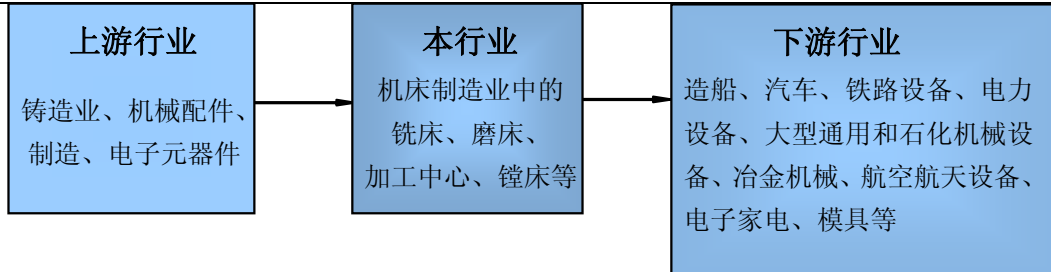 上游行业
铸造业、机械配件、
制造、电子元器件
本行业
机床制造业中的
铣床、磨床、
加工中心、镗床等
下游行业
造船、汽车、铁路设备、电力
设备、大型通用和石化机械设
备、冶金机械、航空航天设备、
电子家电、模具等